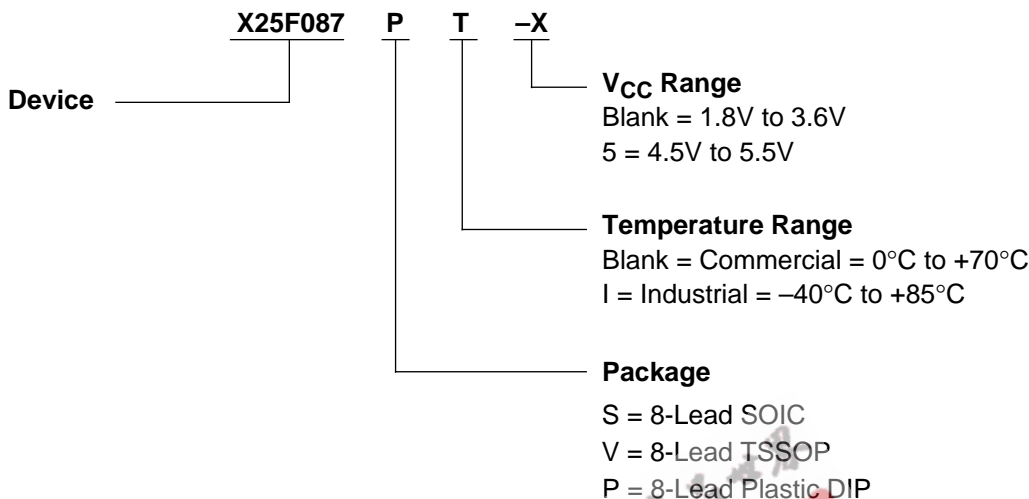 X25F087 P T –X
Device
VCC Range
Blank = 1.8V to 3.6V
5 = 4.5V to 5.5V
Temperature Range
Blank = Commercial = 0°C to +70°C
I = Industrial = –40°C to +85°C
Package
S = 8-Lead SOIC
V = 8-Lead TSSOP
P = 8-Lead Plastic DIP